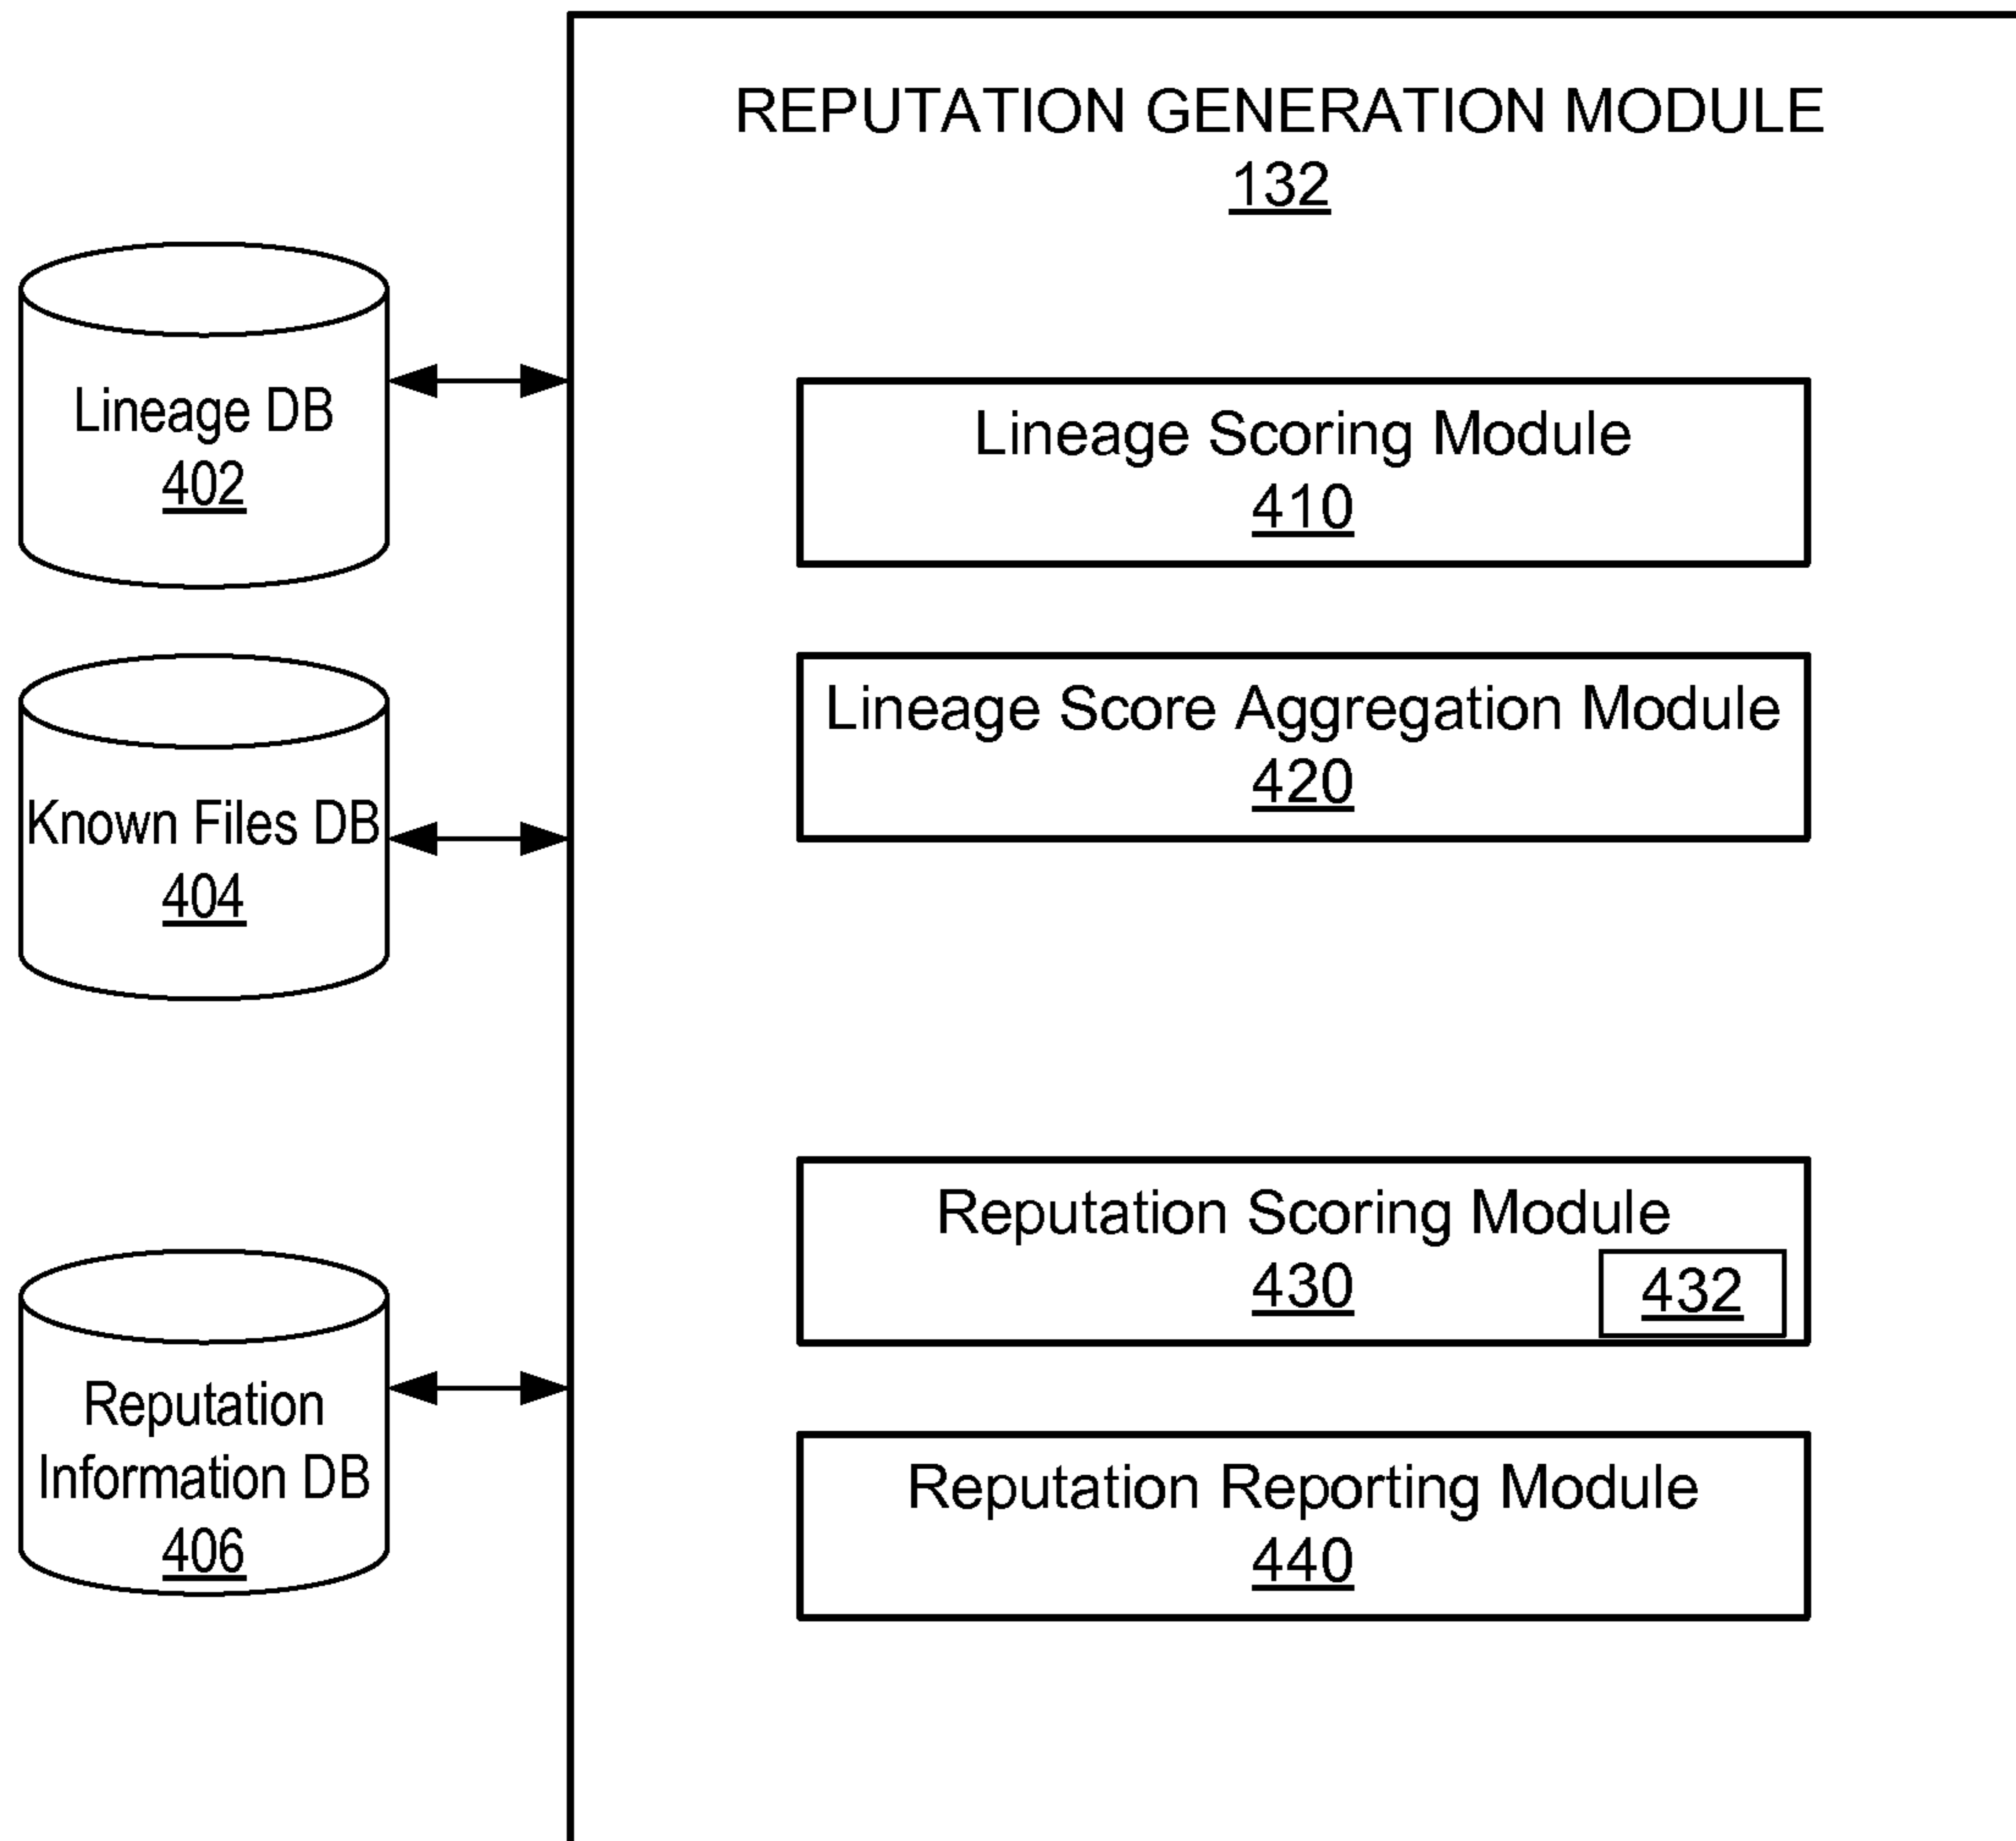 REPUTATION GENERATION MODULE
132
Lineage DB
402
Lineage Scoring Module
410
Known Files DB
404
Lineage Score Aggregation Module
420
Reputation
Information DB
406
Reputation Scoring Module
430
432
Reputation Reporting Module
440